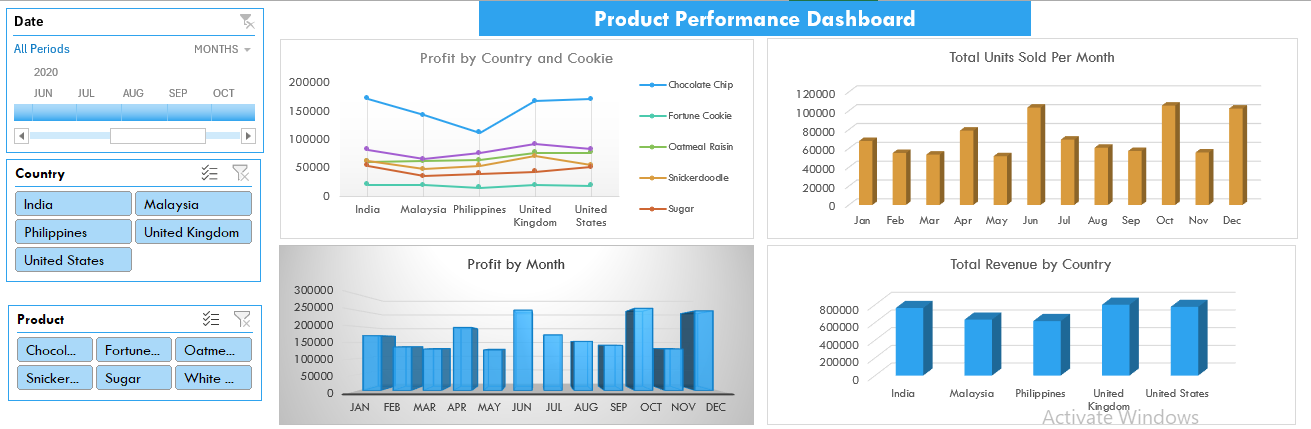 Product Performance Dashboard
Date
All Periods
MONTHS
2020
JUN JUL AUG SEP OCT
Country
India
Malaysia
Philippines
United Kingdom
United States
Product
Chocol...
Fortune...
Oatme...
Snicker...
Sugar
White ...
Profit by Country and Cookie
200000
150000
100000
50000
0
India Malaysia Philippines United Kingdom United States
Chocolate Chip
Fortune Cookie
Oatmeal Raisin
Snickerdoodle
Sugar
Total Units Sold Per Month
120000
100000
80000
60000
40000
20000
0
Jan Feb Mar Apr May Jun Jul Aug Sep Oct Nov Dec
Profit by Month
300000
250000
200000
150000
100000
50000
0
JAN FEB MAR APR MAY JUN JUL AUG SEP OCT NOV DEC
Total Revenue by Country
800000
600000
400000
200000
0
India Malaysia Philippines United Kingdom United States
Activate Windows